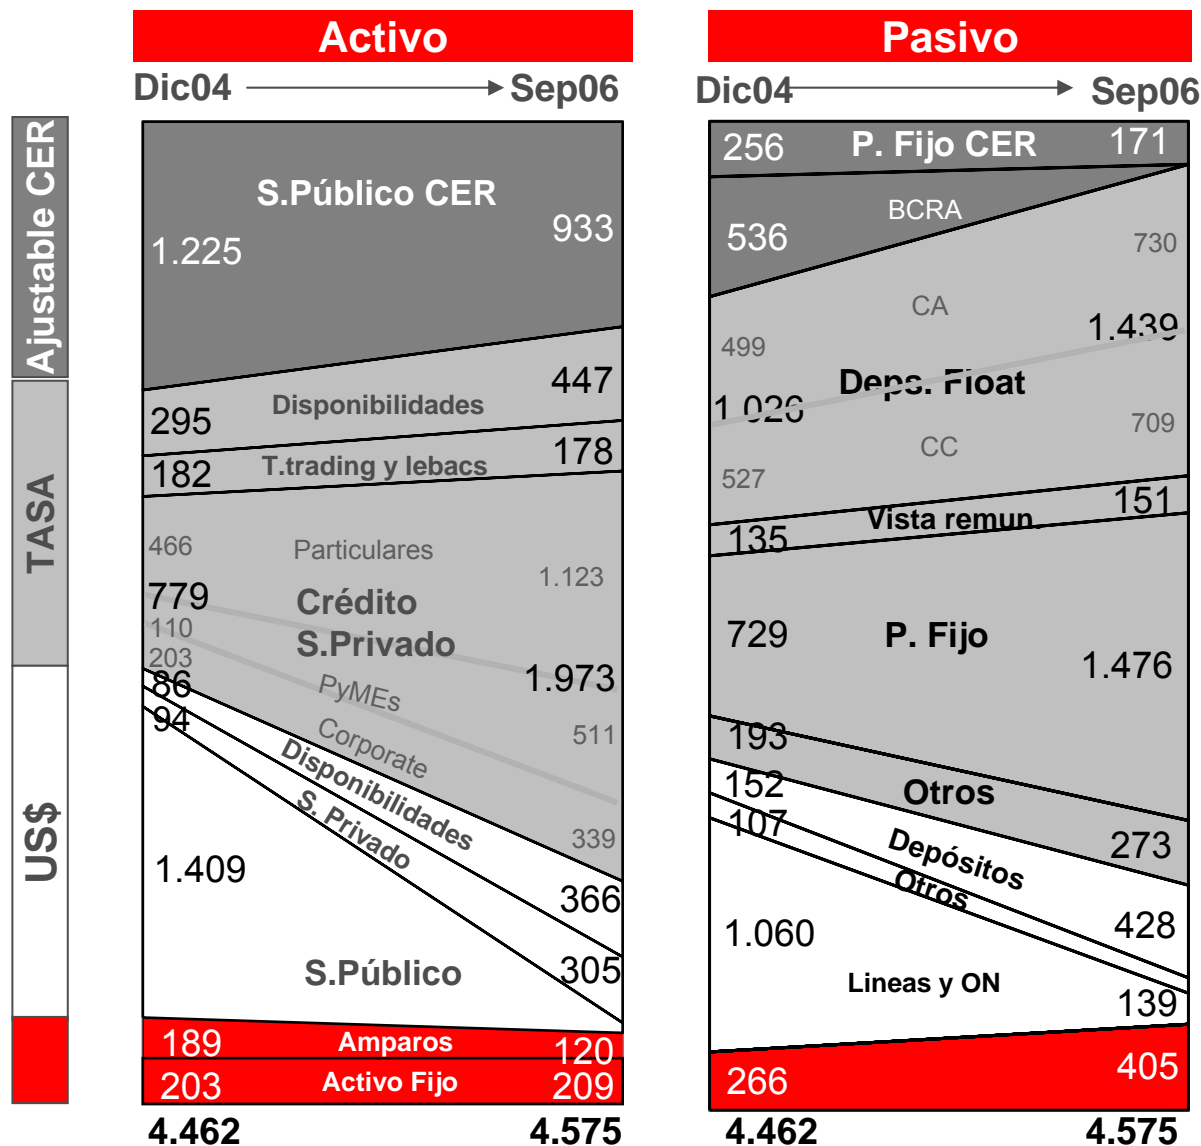 Activo
Pasivo
Dic04
Sep06
Dic04
Sep06
Ajustable CER
TASA
US$
S.Público CER
1.225
933
Disponibilidades
295
447
T.trading y lebacs
182
178
466
Particulares
1.123
779
Crédito
S.Privado
1.973
110
PyMEs
511
203
Corporate
339
86
Disponibilidades
366
94
S. Privado
305
1.409
S.Público
189
Amparos
120
203
Activo Fijo
209
4.462
4.575
256
P. Fijo CER
171
536
BCRA
730
CA
499
1.439
Deps. Float
1.026
709
CC
527
151
Vista remun.
135
729
P. Fijo
1.476
193
Otros
273
152
Depósitos
428
107
Otros
139
1.060
Lineas y ON
266
405
4.462
4.575